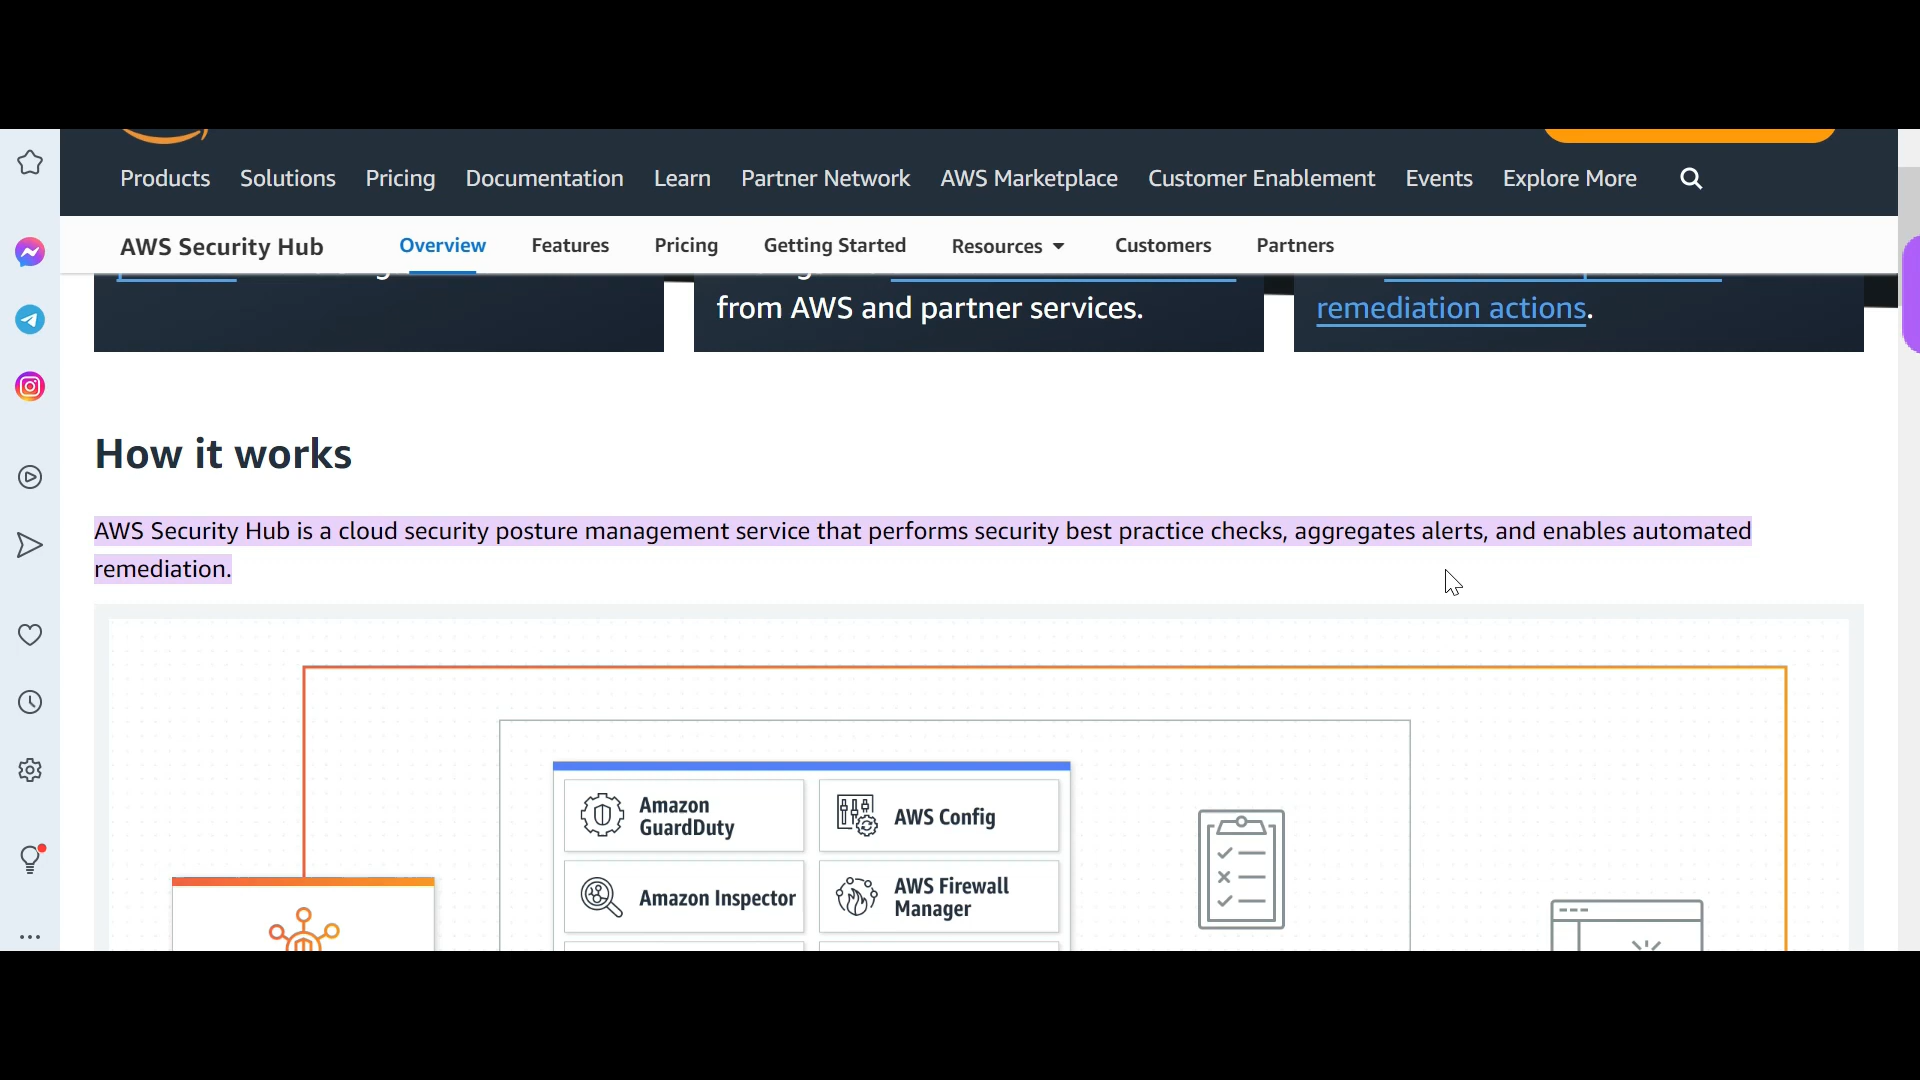 Products Solutions Pricing Documentation Learn Partner Network AWS Marketplace Customer Enablement Events Explore More
AWS Security Hub Overview Features Pricing Getting Started Resources Customers Partners
from AWS and partner services.
remediation actions.
How it works
AWS Security Hub is a cloud security posture management service that performs security best practice checks, aggregates alerts, and enables automated
remediation.
Amazon
GuardDuty
AWS Config
Amazon Inspector
AWS Firewall
Manager